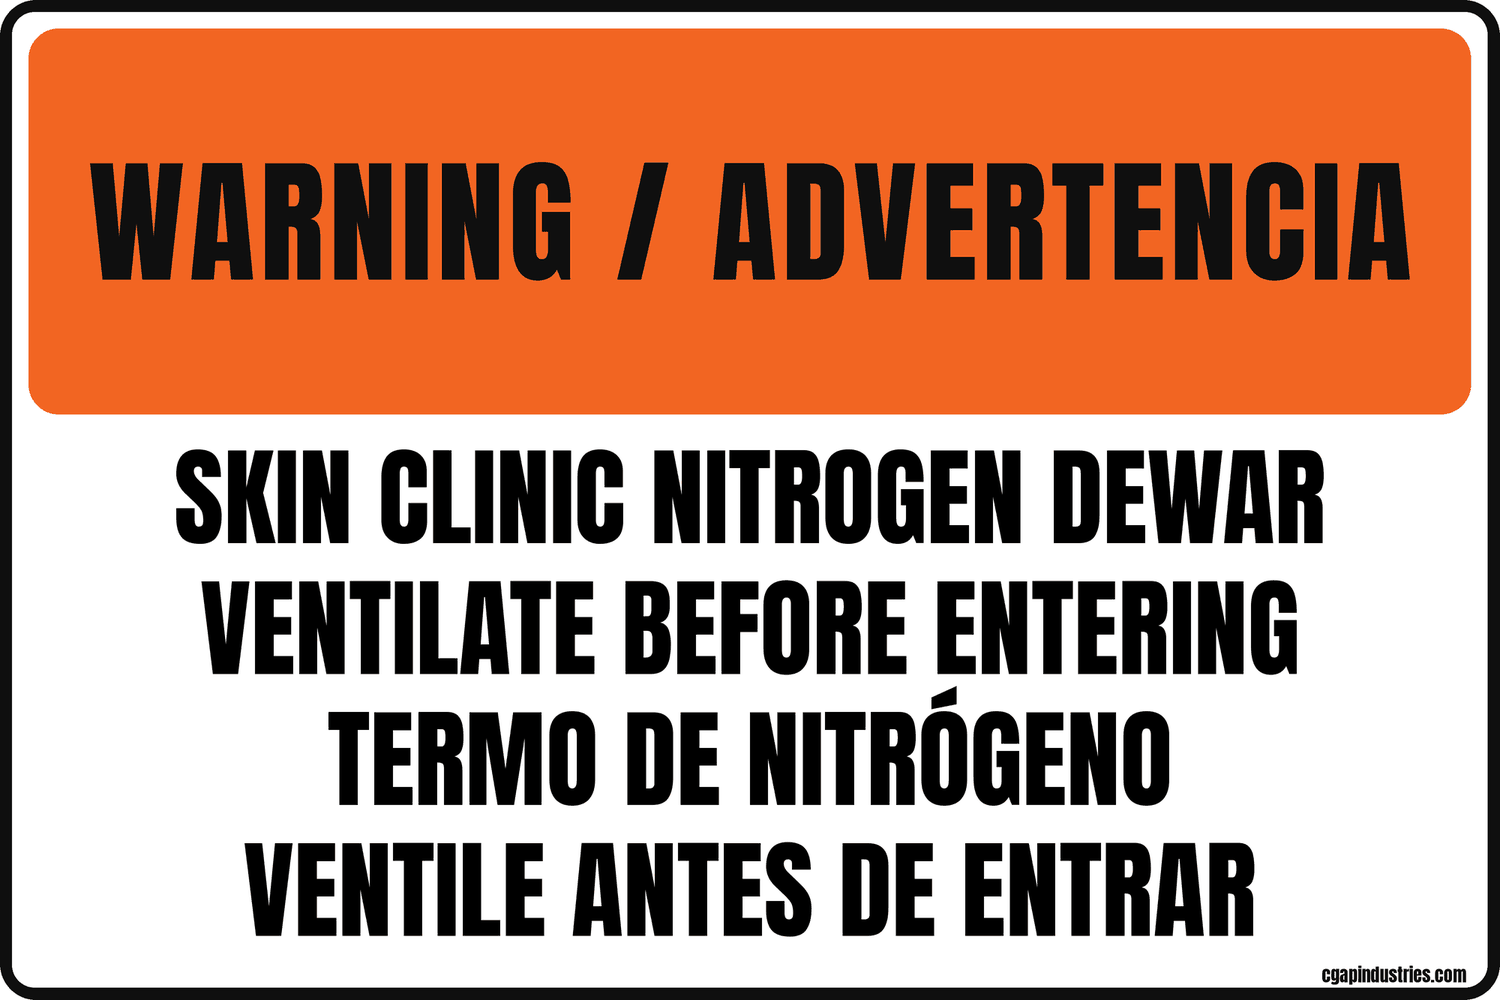 WARNING / ADVERTENCIA
SKIN CLINIC NITROGEN DEWAR
VENTILATE BEFORE ENTERING
TERMO DE NITRÓGENO
VENTILE ANTES DE ENTRAR
cgapindustries.com